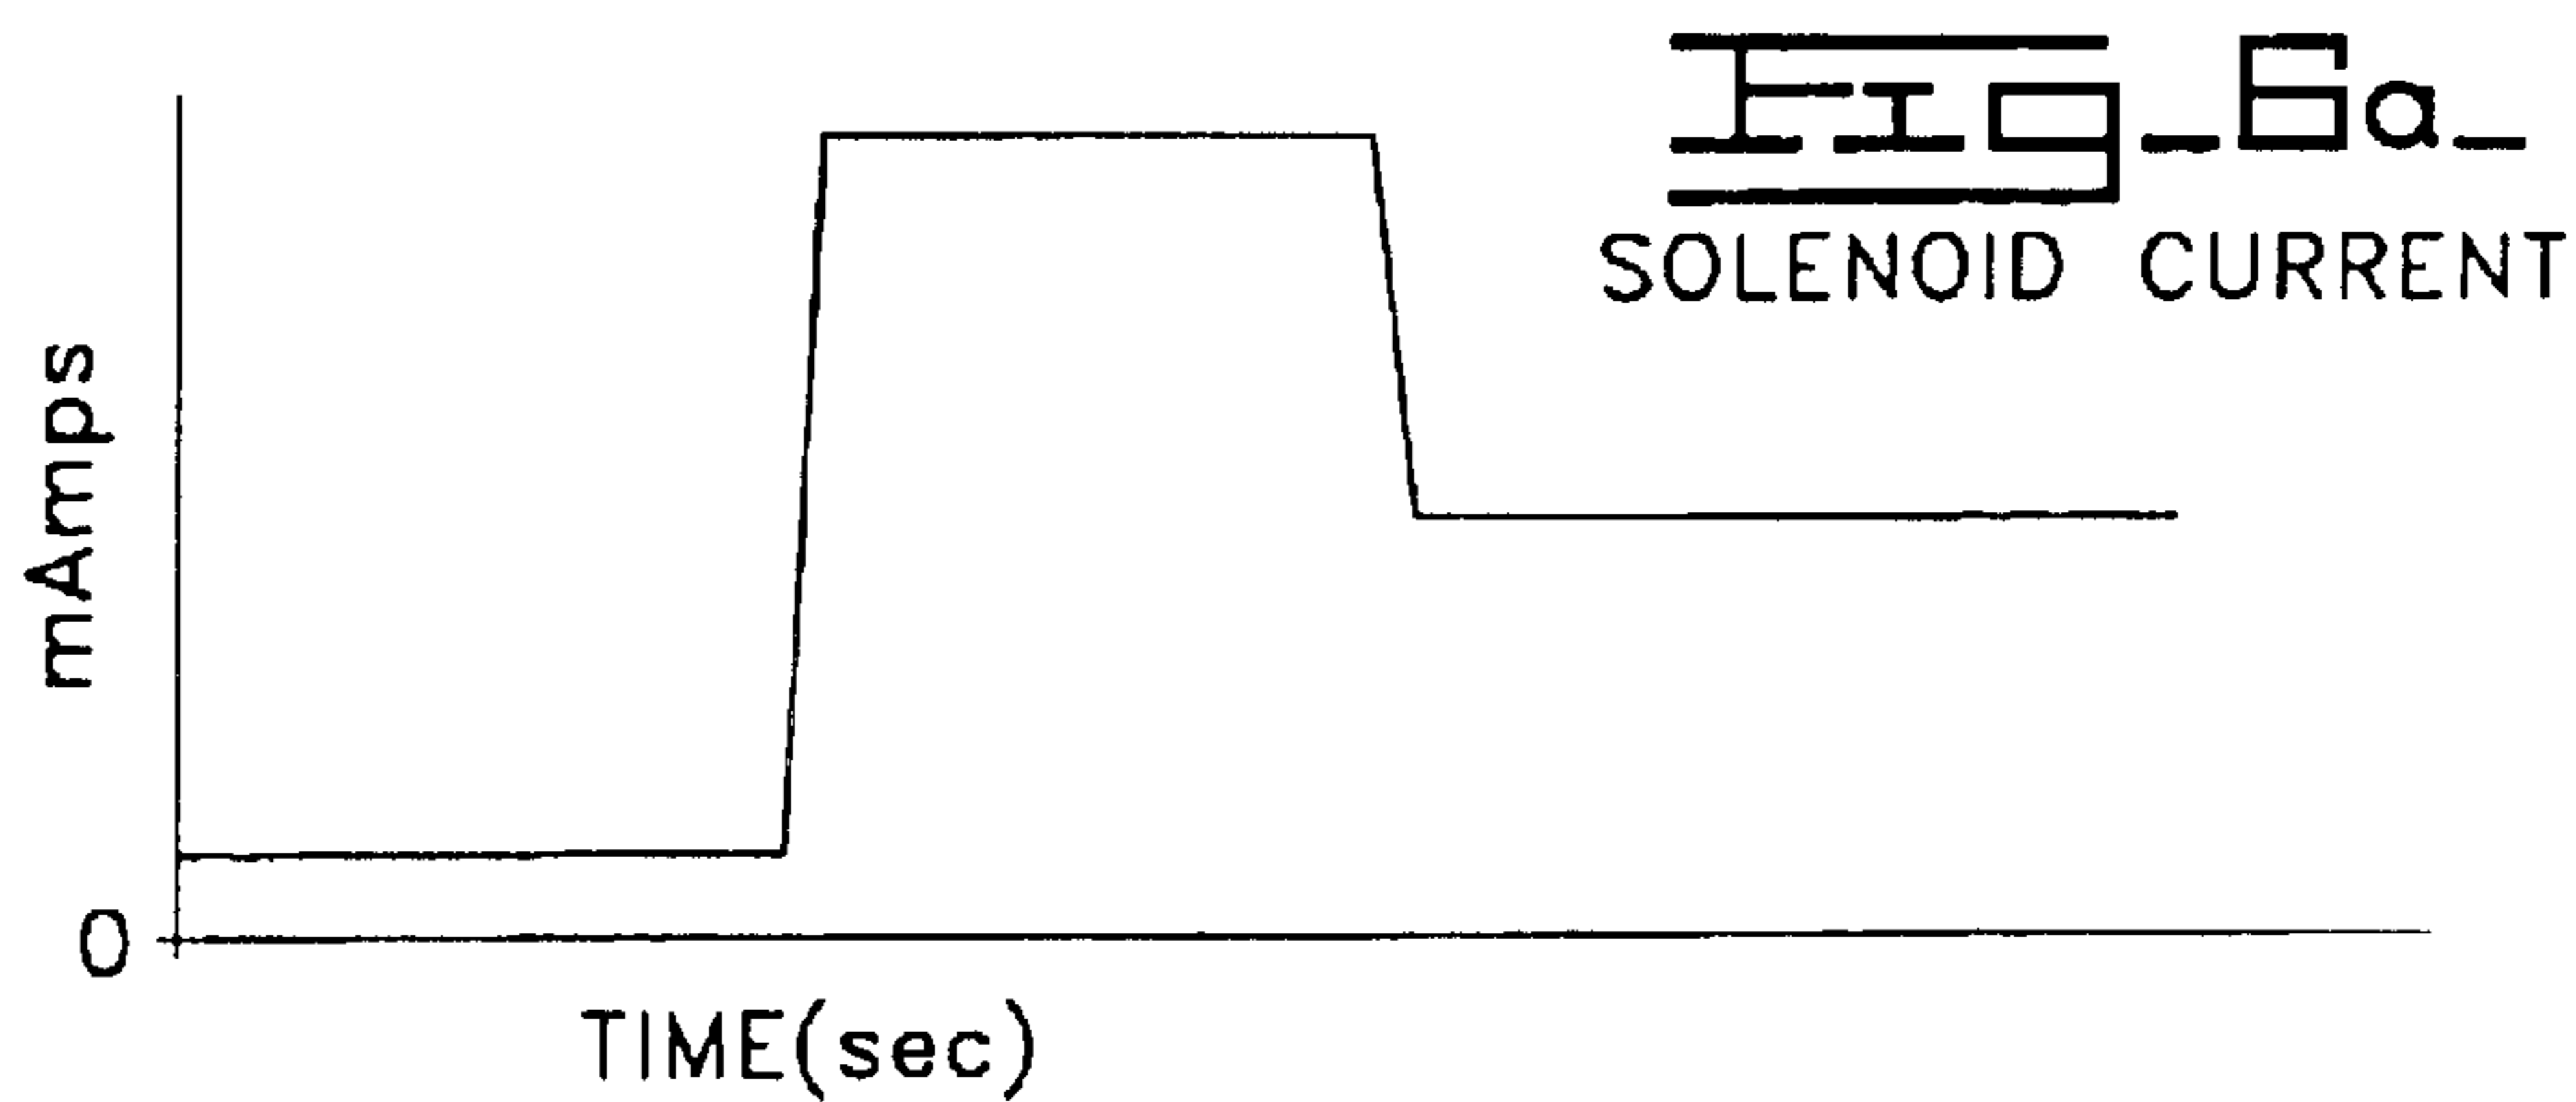 Fig_6a_
SOLENOID CURRENT
mAmps
0
TIME(sec)